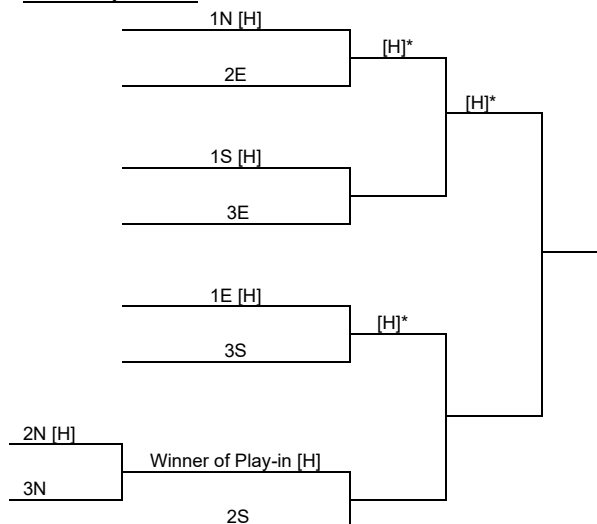 1N [H]
[H]*
2E
[H]*
1S [H]
3E
1E [H]
[H]*
3S
2N [H]
Winner of Play-in [H]
3N
2S